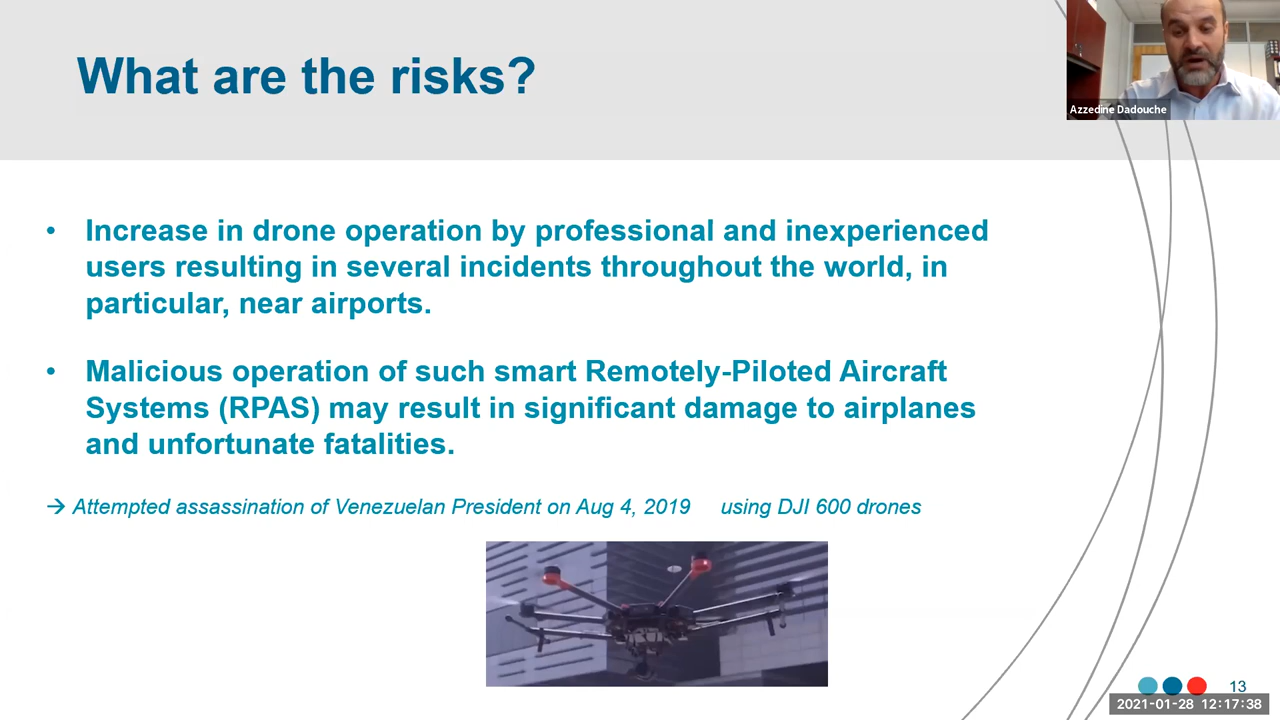 What are the risks?
Azzedine Dadouche
• Increase in drone operation by professional and inexperienced
users resulting in several incidents throughout the world, in
particular, near airports.
• Malicious operation of such smart Remotely-Piloted Aircraft
Systems (RPAS) may result in significant damage to airplanes
and unfortunate fatalities.
→ Attempted assassination of Venezuelan President on Aug 4, 2019 using DJI 600 drones
13
2021-01-28 12:17:38